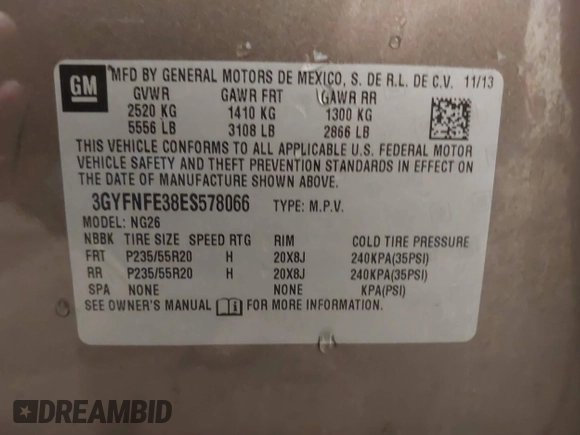 GM
MFD BY GENERAL MOTORS DE MEXICO, S. DE R.L. DE C.V. 11/13
GVWR GAWR FRT GAWR RR
2520 KG 1410 KG 1300 KG
5556 LB 3108 LB 2866 LB
THIS VEHICLE CONFORMS TO ALL APPLICABLE U.S. FEDERAL MOTOR
VEHICLE SAFETY AND THEFT PREVENTION STANDARDS IN EFFECT ON
THE DATE OF MANUFACTURE SHOWN ABOVE.
3GYFNFE38ES578066 TYPE: M.P.V.
MODEL: NG26
NBBK TIRE SIZE SPEED RTG RIM COLD TIRE PRESSURE
FRT P235/55R20 H 20X8J 240KPA(35PSI)
RR P235/55R20 H 20X8J 240KPA(35PSI)
SPA NONE NONE KPA(PSI)
SEE OWNER'S MANUAL i FOR MORE INFORMATION.
DREAMBID